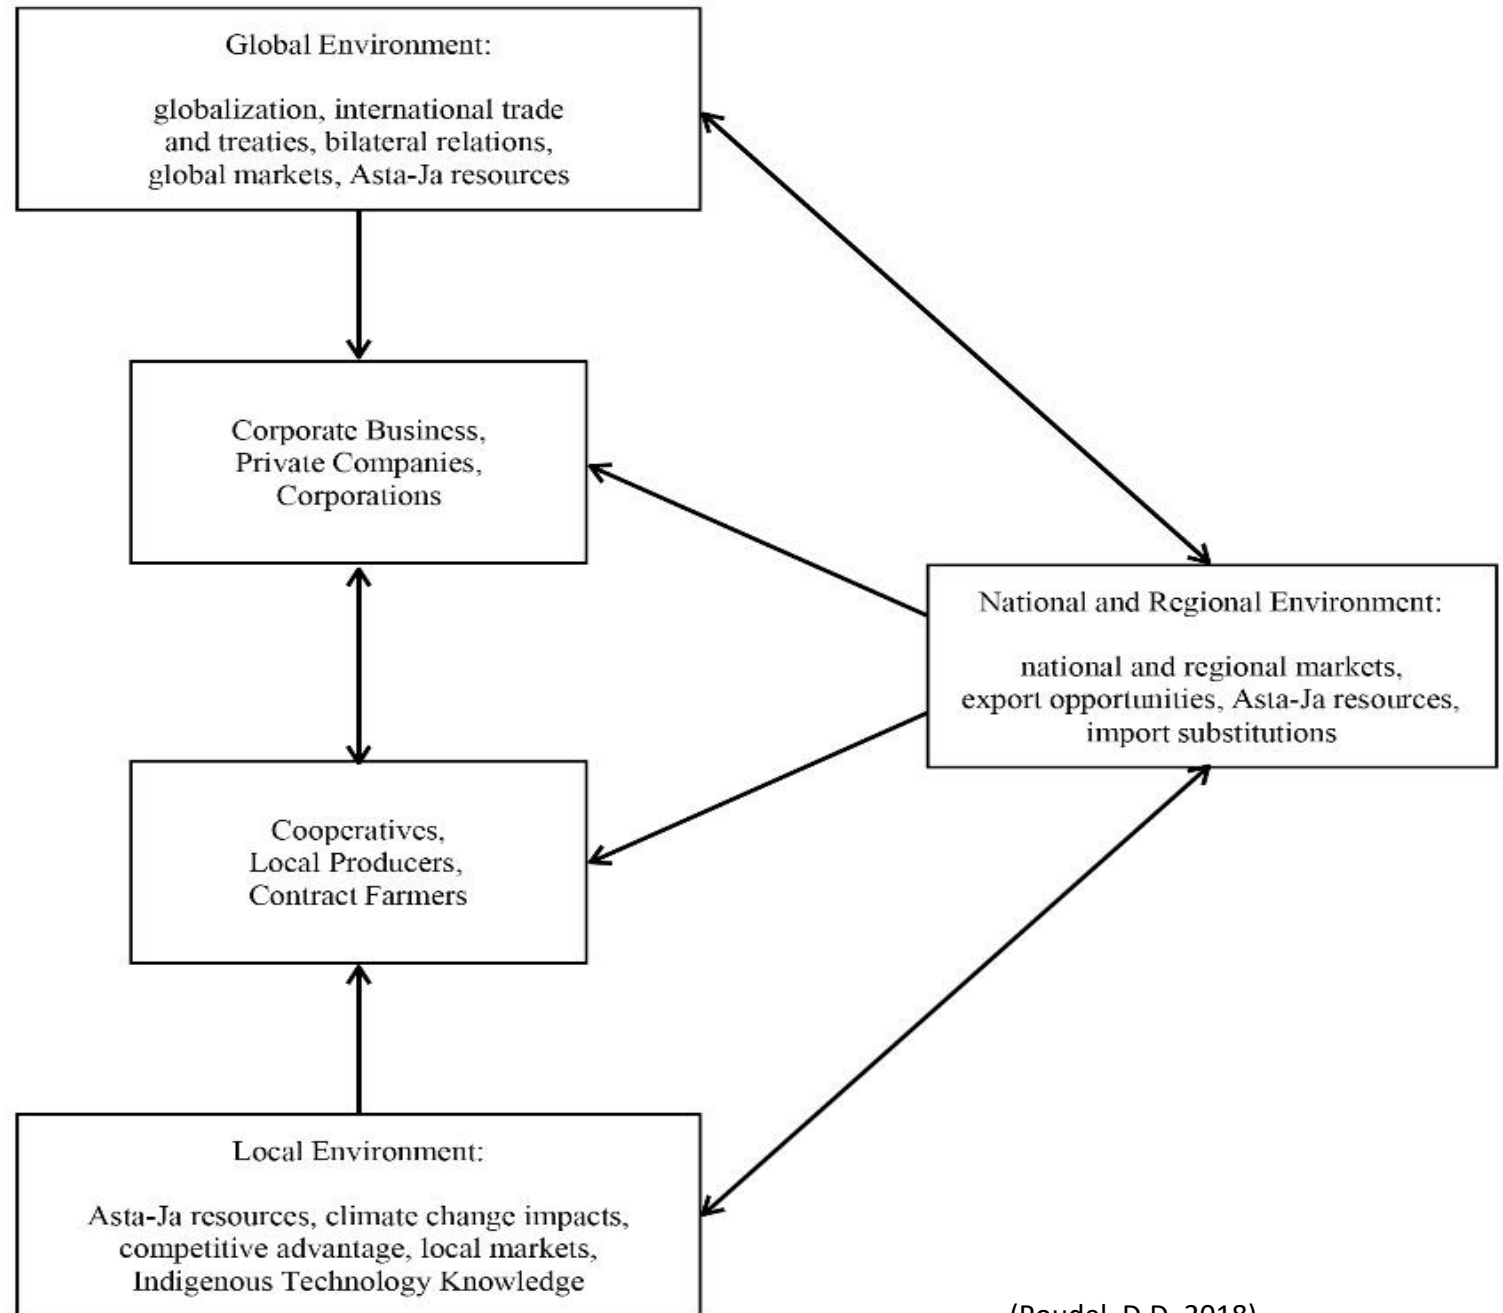 Global Environment:
globalization, international trade
and treaties, bilateral relations,
global markets, Asta-Ja resources
Corporate Business,
Private Companies,
Corporations
National and Regional Environment:
national and regional markets,
export opportunities, Asta-Ja resources,
import substitutions
Cooperatives,
Local Producers,
Contract Farmers
Local Environment:
Asta-Ja resources, climate change impacts,
competitive advantage, local markets,
Indigenous Technology Knowledge
(Poudel, D.D. 2018)